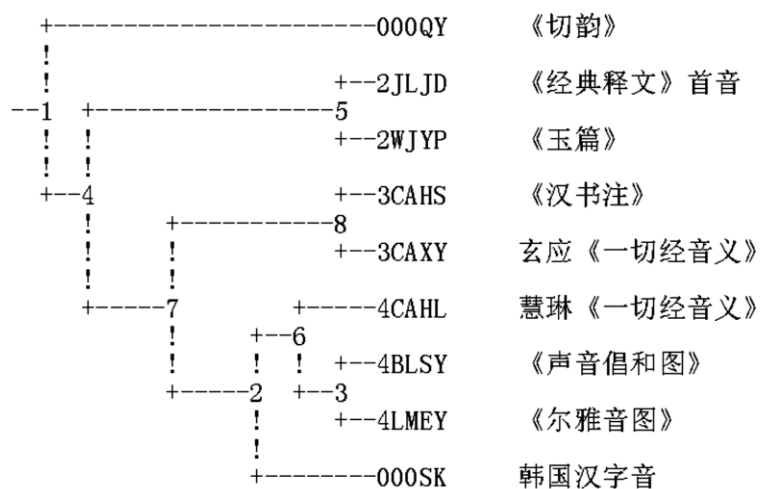 000QY 《切韵》
2JLJD 《经典释文》首音
1 5
2WJYP 《玉篇》
4 3CAHS 《汉书注》
8
3CAXY 玄应《一切经音义》
7 4CAHL 慧琳《一切经音义》
6
4BLSY 《声音倡和图》
2 3
4LMEY 《尔雅音图》
000SK 韩国汉字音